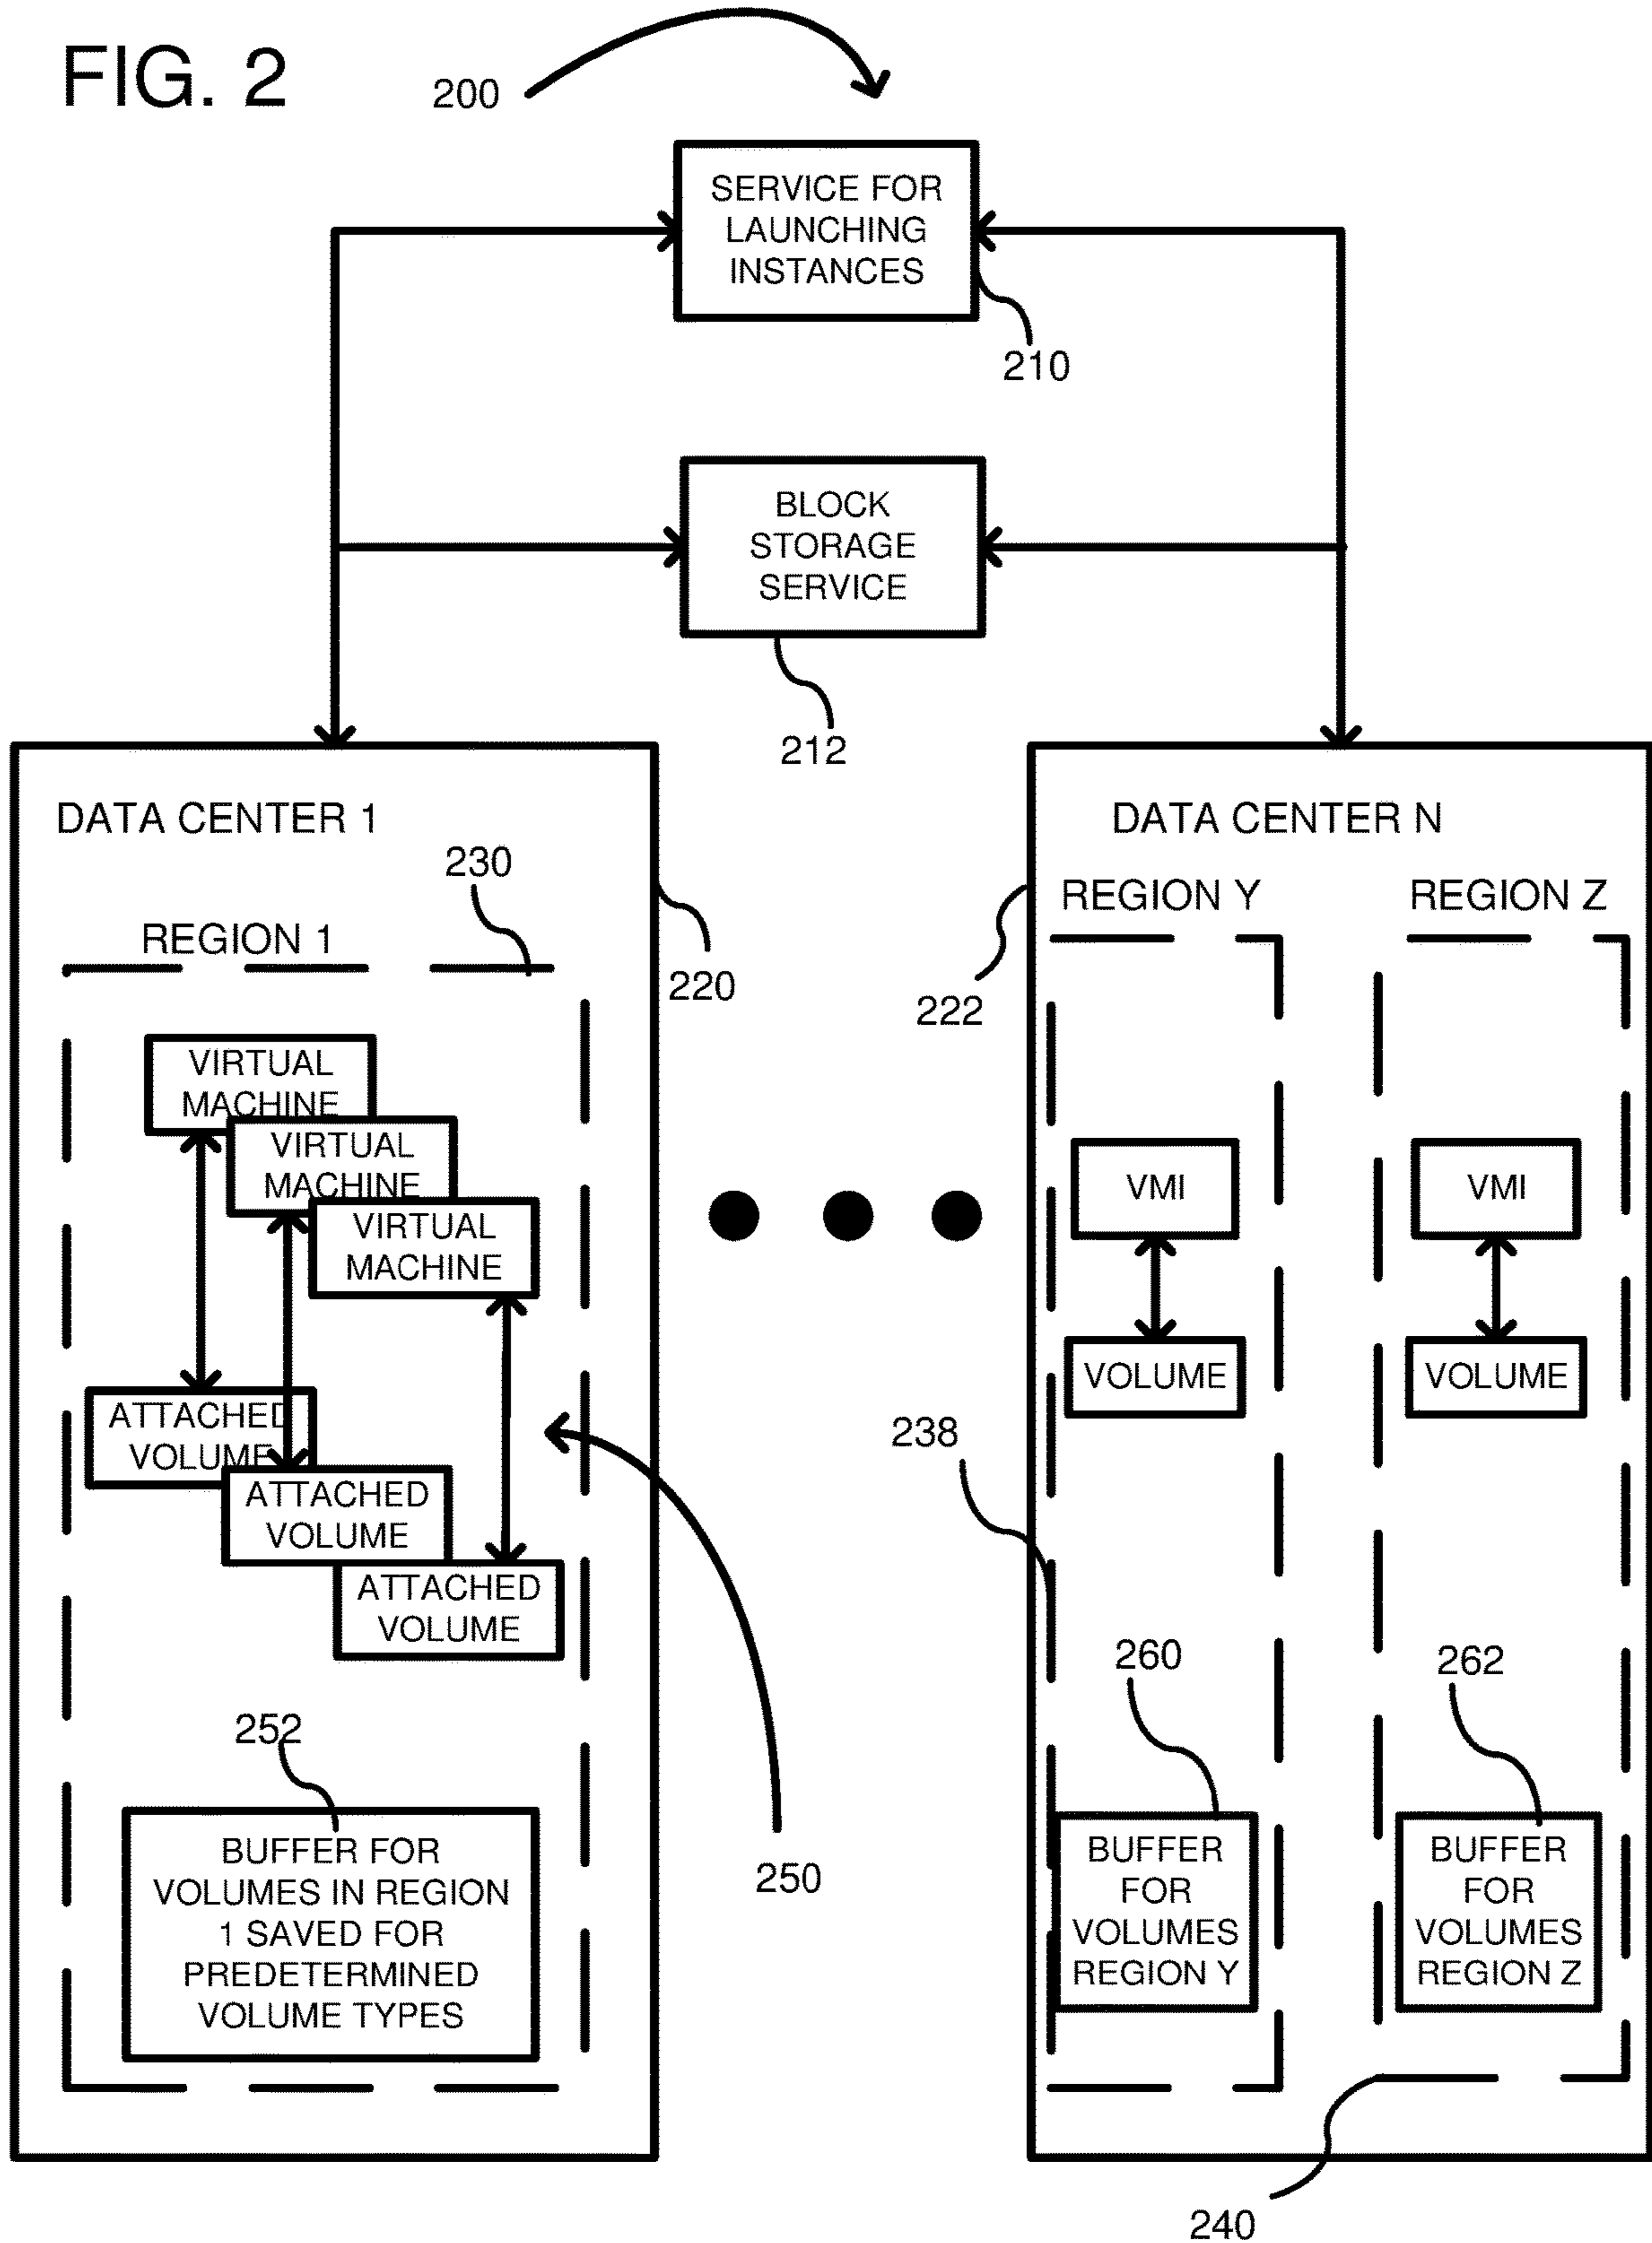 FIG. 2
200
SERVICE FOR
LAUNCHING
INSTANCES
210
BLOCK
STORAGE
SERVICE
212
DATA CENTER 1
230
REGION 1
220
VIRTUAL
MACHINE
VIRTUAL
MACHINE
VIRTUAL
MACHINE
ATTACHED
VOLUME
ATTACHED
VOLUME
ATTACHED
VOLUME
250
252
BUFFER FOR
VOLUMES IN REGION
1 SAVED FOR
PREDETERMINED
VOLUME TYPES
DATA CENTER N
REGION Y
REGION Z
222
VMI
VMI
VOLUME
VOLUME
238
260
262
BUFFER
FOR
VOLUMES
REGION Y
BUFFER
FOR
VOLUMES
REGION Z
240